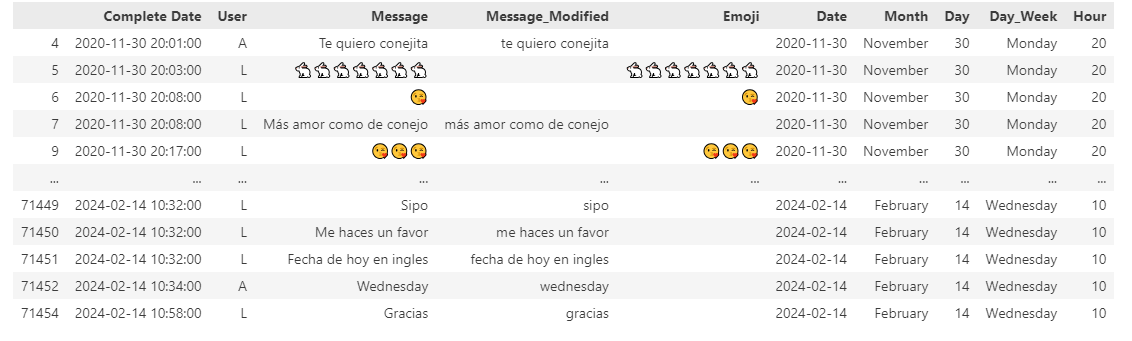 Complete Date User Message Message_Modified Emoji Date Month Day Day_Week Hour
4 2020-11-30 20:01:00 A Te quiero conejita te quiero conejita 2020-11-30 November 30 Monday 20
5 2020-11-30 20:03:00 L 🐇🐇🐇🐇🐇🐇🐇 🐇🐇🐇🐇🐇🐇🐇 2020-11-30 November 30 Monday 20
6 2020-11-30 20:08:00 L 😘 😘 2020-11-30 November 30 Monday 20
7 2020-11-30 20:08:00 L Más amor como de conejo más amor como de conejo 2020-11-30 November 30 Monday 20
9 2020-11-30 20:17:00 L 😘😘😘 😘😘😘 2020-11-30 November 30 Monday 20
... ... ... ... ... ... ... ... ... ... ...
71449 2024-02-14 10:32:00 L Sipo sipo 2024-02-14 February 14 Wednesday 10
71450 2024-02-14 10:32:00 L Me haces un favor me haces un favor 2024-02-14 February 14 Wednesday 10
71451 2024-02-14 10:32:00 L Fecha de hoy en ingles fecha de hoy en ingles 2024-02-14 February 14 Wednesday 10
71452 2024-02-14 10:34:00 A Wednesday wednesday 2024-02-14 February 14 Wednesday 10
71454 2024-02-14 10:58:00 L Gracias gracias 2024-02-14 February 14 Wednesday 10